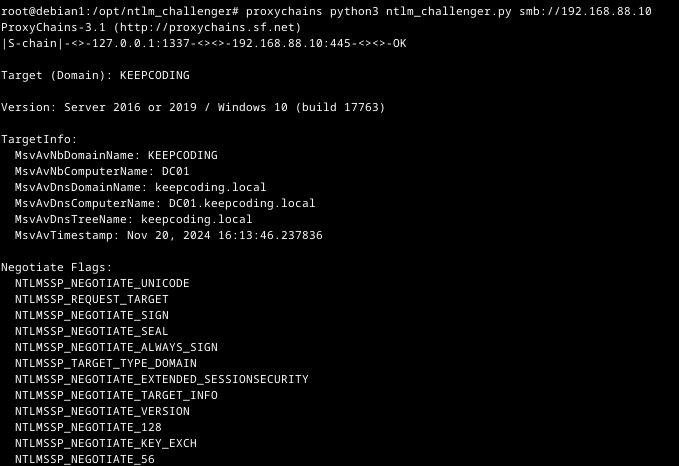 root@debian1:/opt/ntlm_challenger# proxychains python3 ntlm_challenger.py smb://192.168.88.10
ProxyChains-3.1 (http://proxychains.sf.net)
|S-chain|-<>-127.0.0.1:1337-<><>-192.168.88.10:445-<><>-OK
Target (Domain): KEEPCODING
Version: Server 2016 or 2019 / Windows 10 (build 17763)
TargetInfo:
MsvAvNbDomainName: KEEPCODING
MsvAvNbComputerName: DC01
MsvAvDnsDomainName: keepcoding.local
MsvAvDnsComputerName: DC01.keepcoding.local
MsvAvDnsTreeName: keepcoding.local
MsvAvTimestamp: Nov 20, 2024 16:13:46.237836
Negotiate Flags:
NTLMSSP_NEGOTIATE_UNICODE
NTLMSSP_REQUEST_TARGET
NTLMSSP_NEGOTIATE_SIGN
NTLMSSP_NEGOTIATE_SEAL
NTLMSSP_NEGOTIATE_ALWAYS_SIGN
NTLMSSP_TARGET_TYPE_DOMAIN
NTLMSSP_NEGOTIATE_EXTENDED_SESSIONSECURITY
NTLMSSP_NEGOTIATE_TARGET_INFO
NTLMSSP_NEGOTIATE_VERSION
NTLMSSP_NEGOTIATE_128
NTLMSSP_NEGOTIATE_KEY_EXCH
NTLMSSP_NEGOTIATE_56